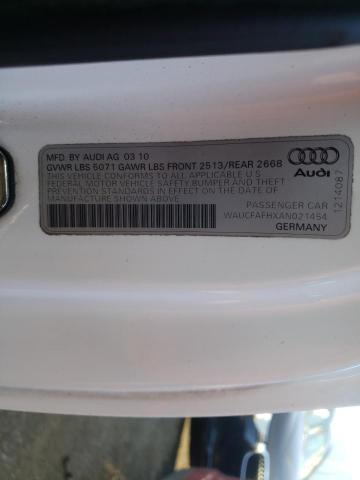 MFD. BY AUDI AG 03 10
GVWR LBS 5071 GAWR LBS FRONT 2513/REAR 2668
THIS VEHICLE CONFORMS TO ALL APPLICABLE U.S.
FEDERAL MOTOR VEHICLE SAFETY, BUMPER AND THEFT
PREVENTION STANDARDS IN EFFECT ON THE DATE OF
MANUFACTURE SHOWN ABOVE.
PASSENGER CAR
WAUCFAFHXAN021454
GERMANY
Audi
1214087